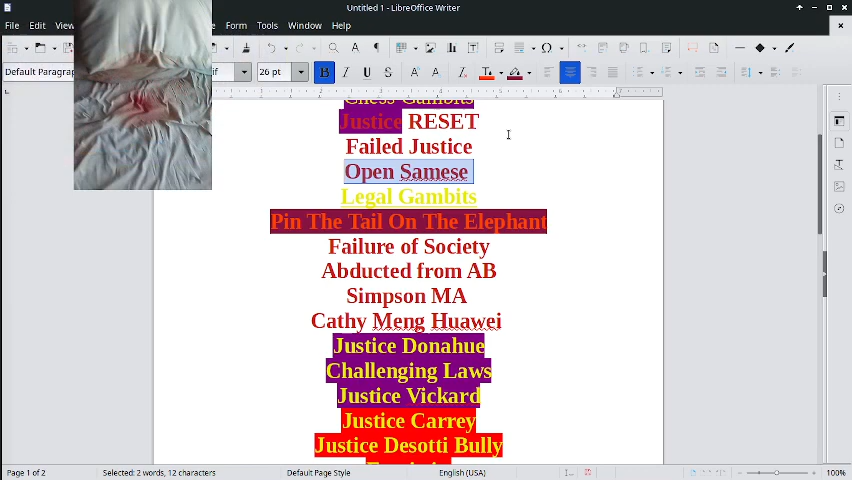 Untitled 1 - LibreOffice Writer
File Edit View Form Tools Window Help
Default Paragraph 26 pt
Chess Gambits
Justice RESET
Failed Justice
Open Samese
Legal Gambits
Pin The Tail On The Elephant
Failure of Society
Abducted from AB
Simpson MA
Cathy Meng Huawei
Justice Donahue
Challenging Laws
Justice Vickard
Justice Carrey
Justice Desotti Bully
Page 1 of 2 Selected: 2 words, 12 characters Default Page Style English (USA) 100%